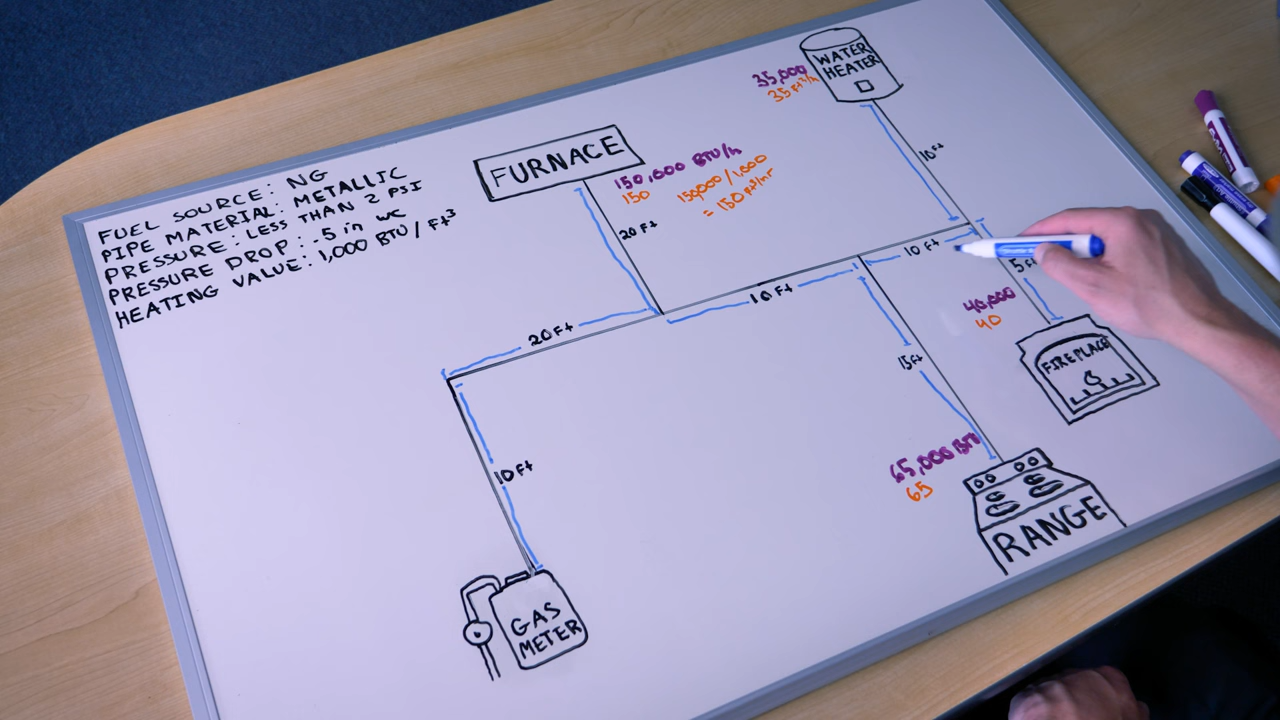 FUEL SOURCE: NG
PIPE MATERIAL: METALLIC
PRESSURE: LESS THAN 2 PSI
PRESSURE DROP: .5 in wc
HEATING VALUE: 1,000 BTU / Ft³
FURNACE
150,000 BTU/h
150
150000/1,000
= 150 Ft³/hr
20 Ft
35,000
35 Ft³/h
WATER
HEATER
10 Ft
20 Ft
10 Ft
10 Ft
5
40,000
40
FIREPLACE
15 Ft
65,000 BTU
65
RANGE
10 Ft
GAS
METER